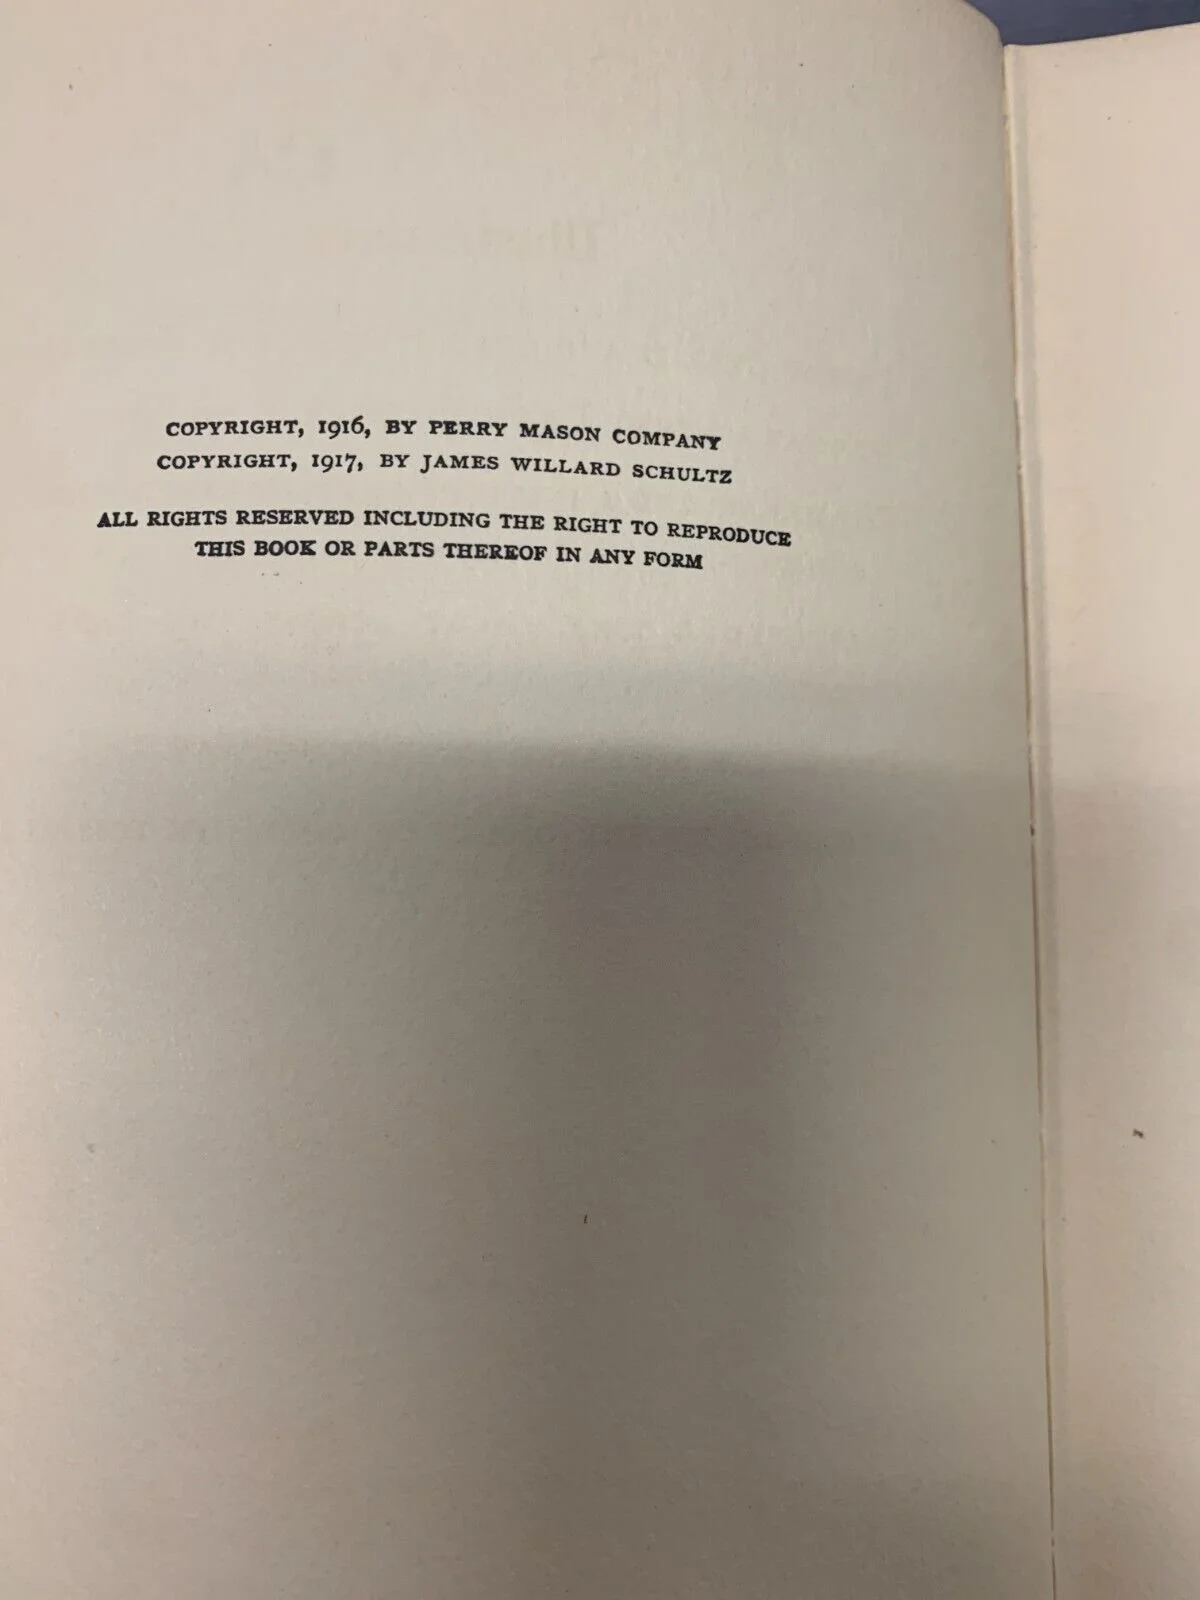 COPYRIGHT, 1916, BY PERRY MASON COMPANY
COPYRIGHT, 1917, BY JAMES WILLARD SCHULTZ
ALL RIGHTS RESERVED INCLUDING THE RIGHT TO REPRODUCE
THIS BOOK OR PARTS THEREOF IN ANY FORM